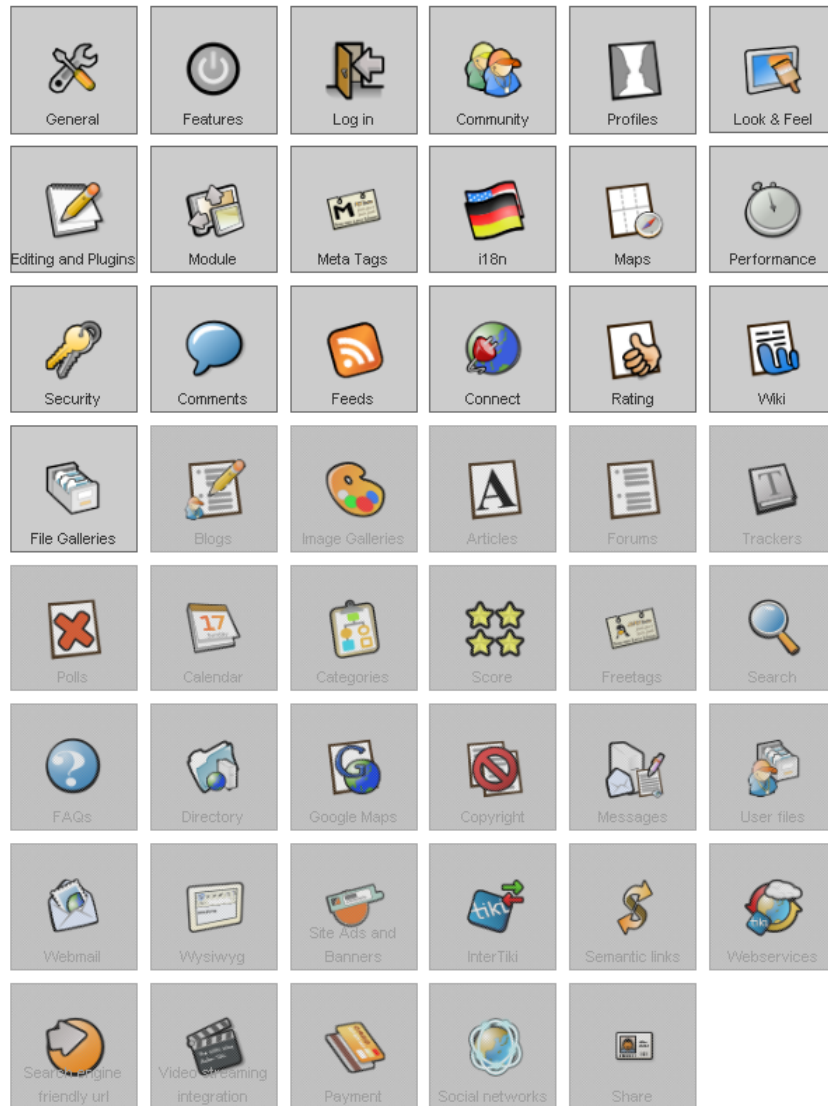 General
Features
Log in
Community
Profiles
Look & Feel
Editing and Plugins
Module
Meta Tags
i18n
Maps
Performance
Security
Comments
Feeds
Connect
Rating
Wiki
File Galleries
Blogs
Image Galleries
Articles
Forums
Trackers
17
Polls
Calendar
Categories
Score
Freetags
Search
FAQs
Directory
Google Maps
Copyright
Messages
User files
tiki
Webmail
Wysiwyg
Site Ads and
Banners
InterTiki
Semantic links
Webservices
Search engine
friendly url
Video streaming
integration
Payment
Social networks
Share